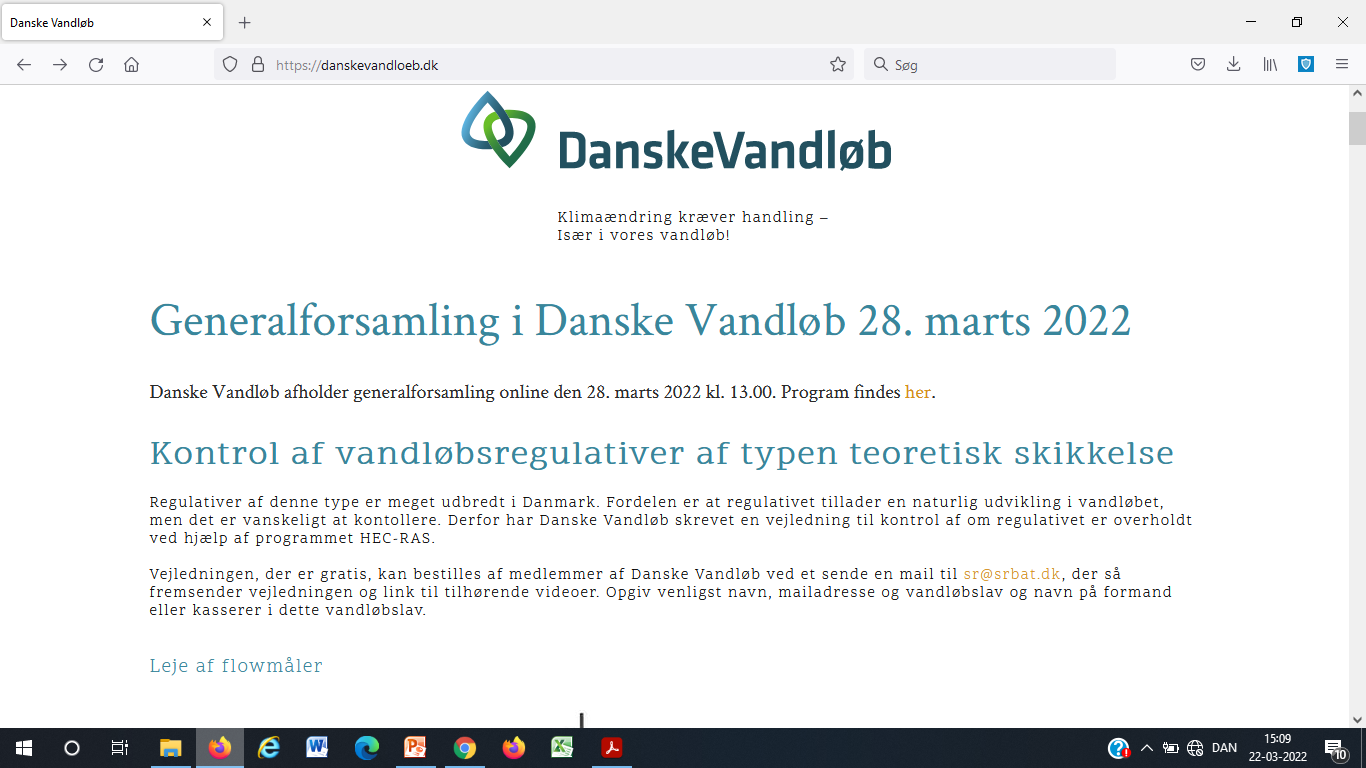 Danske Vandløb
https://danskevandloeb.dk
Søg
DanskeVandløb
Klimaændring kræver handling –
Især i vores vandløb!
Generalforsamling i Danske Vandløb 28. marts 2022
Danske Vandløb afholder generalforsamling online den 28. marts 2022 kl. 13.00. Program findes her.
Kontrol af vandløbsregulativer af typen teoretisk skikkelse
Regulativer af denne type er meget udbredt i Danmark. Fordelen er at regulativet tillader en naturlig udvikling i vandløbet,
men det er vanskeligt at kontollere. Derfor har Danske Vandløb skrevet en vejledning til kontrol af om regulativet er overholdt
ved hjælp af programmet HEC-RAS.
Vejledningen, der er gratis, kan bestilles af medlemmer af Danske Vandløb ved et sende en mail til sr@srbat.dk, der så
fremsender vejledningen og link til tilhørende videoer. Opgiv venligst navn, mailadresse og vandløbslav og navn på formand
eller kasserer i dette vandløbslav.
Leje af flowmåler
DAN
15:09
22-03-2022
10